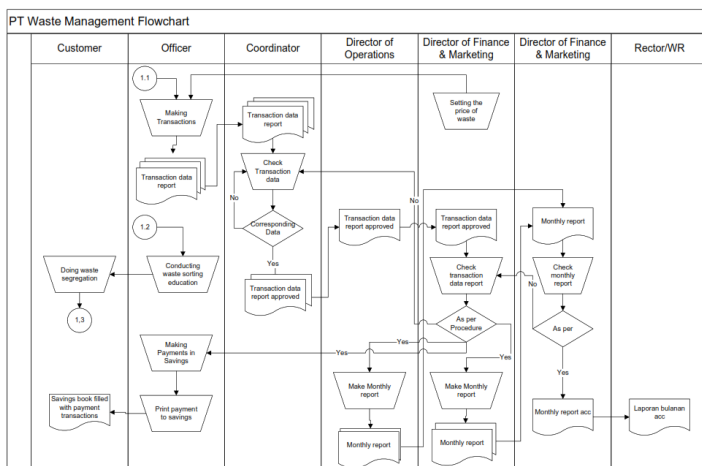 PT Waste Management Flowchart
Customer
Officer
Coordinator
Director of
Operations
Director of Finance
& Marketing
Director of Finance
& Marketing
Rector/WR
1.1
Making
Transactions
Transaction data
report
Setting the
price of
waste
Transaction data
report
Check
Transaction
data
No
No
Corresponding
Data
Yes
Transaction data
report approved
1.2
Conducting
waste sorting
education
Doing waste
segregation
1,3
Transaction data
report approved
Transaction data
report approved
Monthly report
Check
transaction
data report
Check
monthly
report
No
As per
Procedure
As per
Yes
Yes
Yes
Yes
Making
Payments in
Savings
Make Monthly
report
Make Monthly
report
Savings book filled
with payment
transactions
Print payment
to savings
Monthly report acc
Laporan bulanan
acc
Monthly report
Monthly report